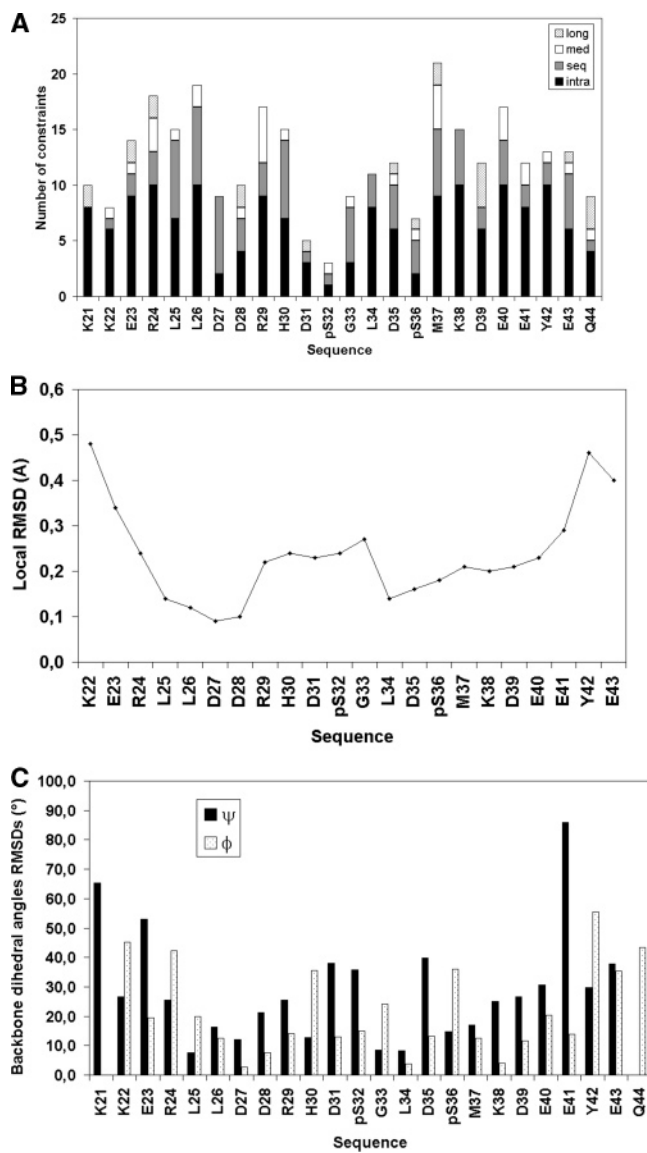 A
25
20
15
10
5
0
Number of constraints
long
med
seq
intra
K21 K22 E23 R24 L25 L26 D27 D28 R29 H30 D31 pS32 G33 L34 D35 pS36 M37 K38 D39 E40 E41 Y42 E43 Q44
Sequence
B
0,6
0,5
0,4
0,3
0,2
0,1
0,0
Local RMSD (A)
K22 E23 R24 L25 L26 D27 D28 R29 H30 D31 pS32 G33 L34 D35 pS36 M37 K38 D39 E40 E41 Y42 E43
Sequence
C
100,0
90,0
80,0
70,0
60,0
50,0
40,0
30,0
20,0
10,0
0,0
Backbone dihedral angles RMSDs (°)
ψ
ϕ
K21 K22 E23 R24 L25 L26 D27 D28 R29 H30 D31 pS32 G33 L34 D35 pS36 M37 K38 D39 E40 E41 Y42 E43 Q44
Sequence